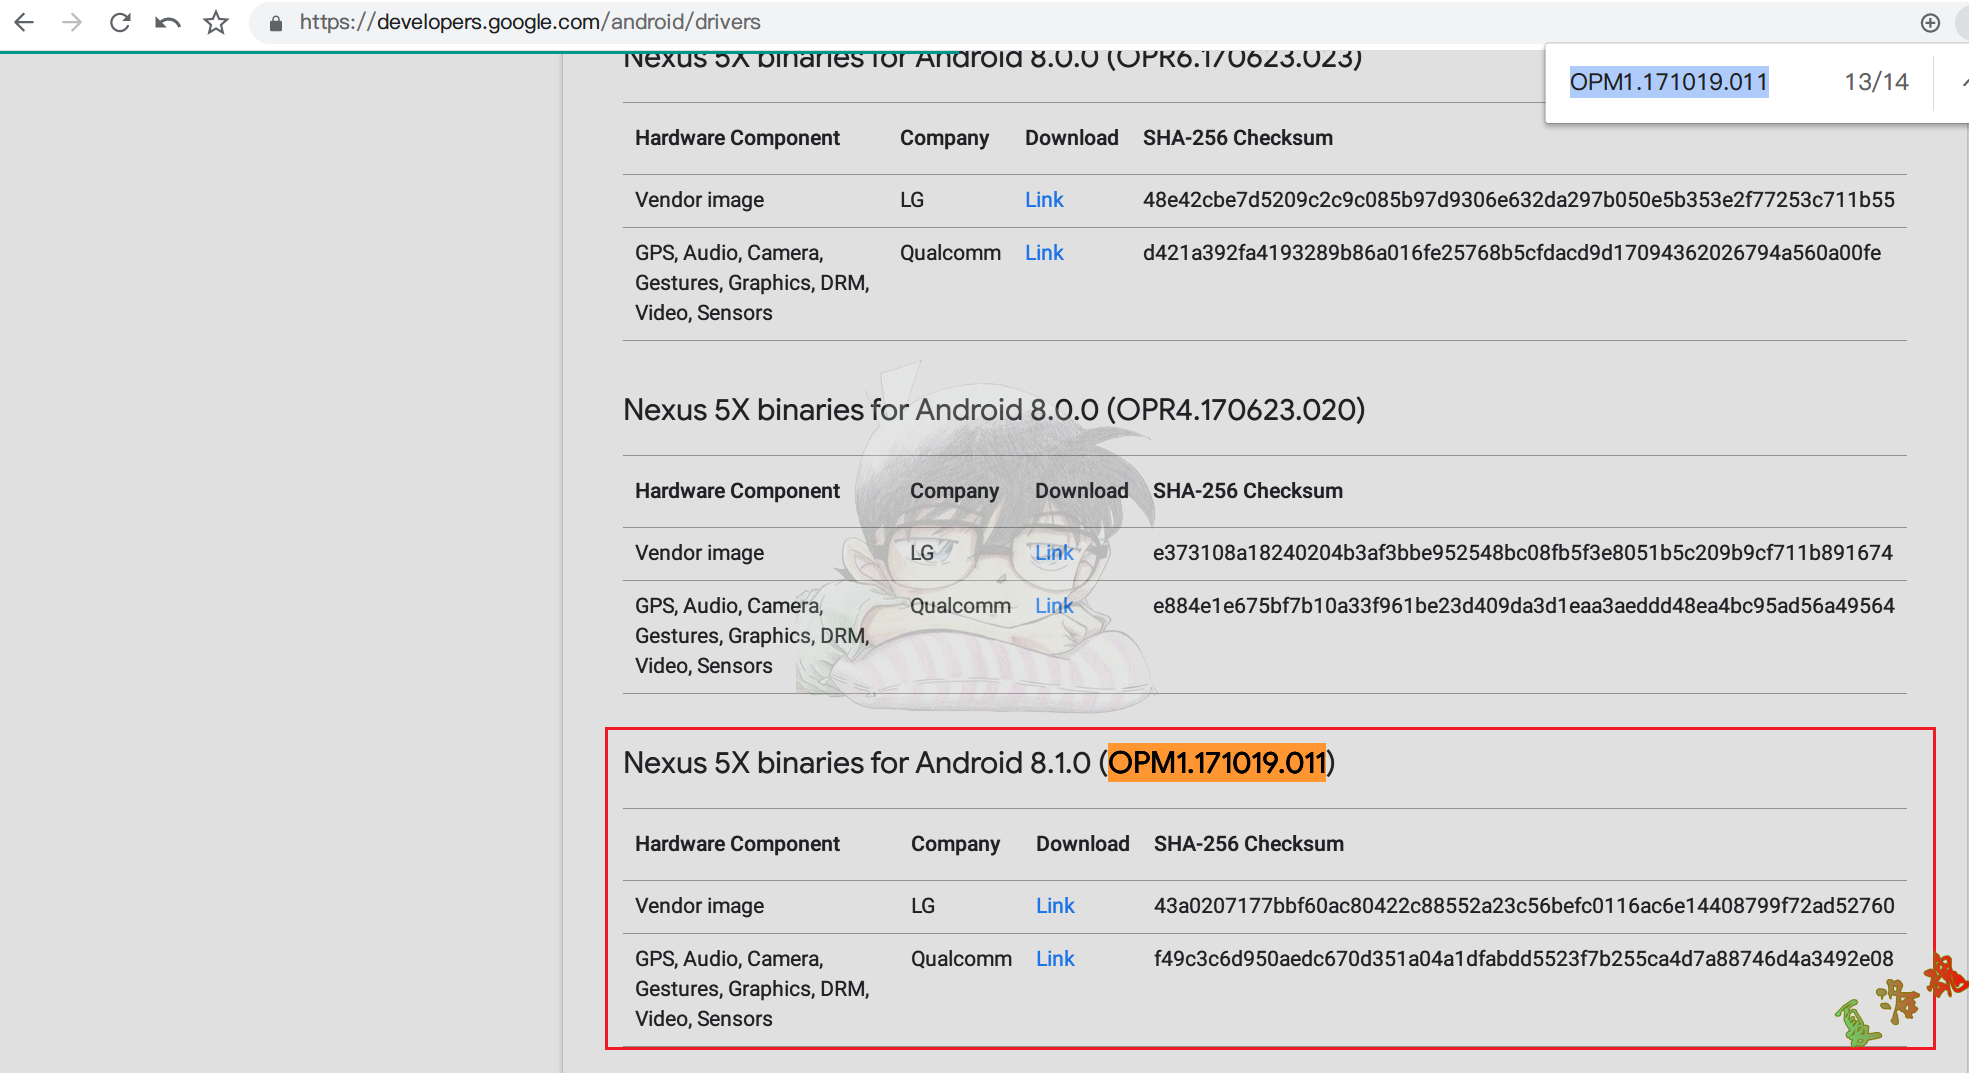 https://developers.google.com/android/drivers
OPM1.171019.011 13/14
Nexus 5X binaries for Android 8.0.0 (OPR6.170623.023)
Hardware Component Company Download SHA-256 Checksum
Vendor image LG Link 48e42cbe7d5209c2c9c085b97d9306e632da297b050e5b353e2f77253c711b55
GPS, Audio, Camera, Qualcomm Link d421a392fa4193289b86a016fe25768b5cfdacd9d17094362026794a560a00fe
Gestures, Graphics, DRM,
Video, Sensors
Nexus 5X binaries for Android 8.0.0 (OPR4.170623.020)
Hardware Component Company Download SHA-256 Checksum
Vendor image LG Link e373108a18240204b3af3bbe952548bc08fb5f3e8051b5c209b9cf711b891674
GPS, Audio, Camera, Qualcomm Link e884e1e675bf7b10a33f961be23d409da3d1eaa3aeddd48ea4bc95ad56a49564
Gestures, Graphics, DRM,
Video, Sensors
Nexus 5X binaries for Android 8.1.0 (OPM1.171019.011)
Hardware Component Company Download SHA-256 Checksum
Vendor image LG Link 43a0207177bbf60ac80422c88552a23c56befc0116ac6e14408799f72ad52760
GPS, Audio, Camera, Qualcomm Link f49c3c6d950aedc670d351a04a1dfabdd5523f7b255ca4d7a88746d4a3492e08
Gestures, Graphics, DRM,
Video, Sensors